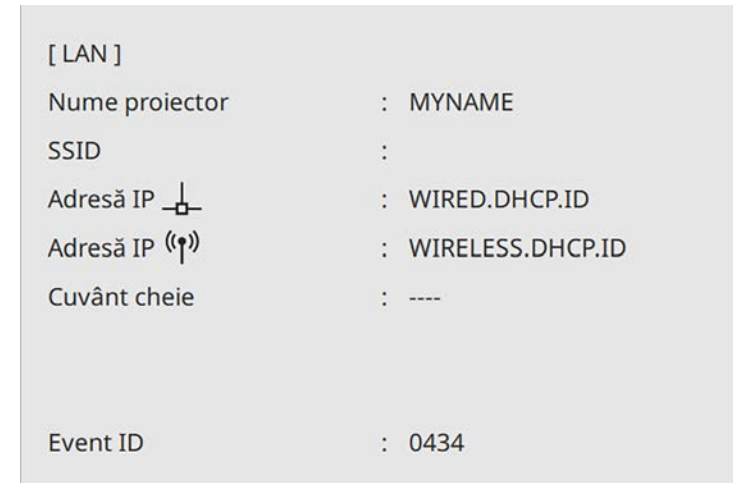 [ LAN ]
Nume proiector : MYNAME
SSID :
Adresă IP : WIRED.DHCP.ID
Adresă IP : WIRELESS.DHCP.ID
Cuvânt cheie : ----
Event ID : 0434